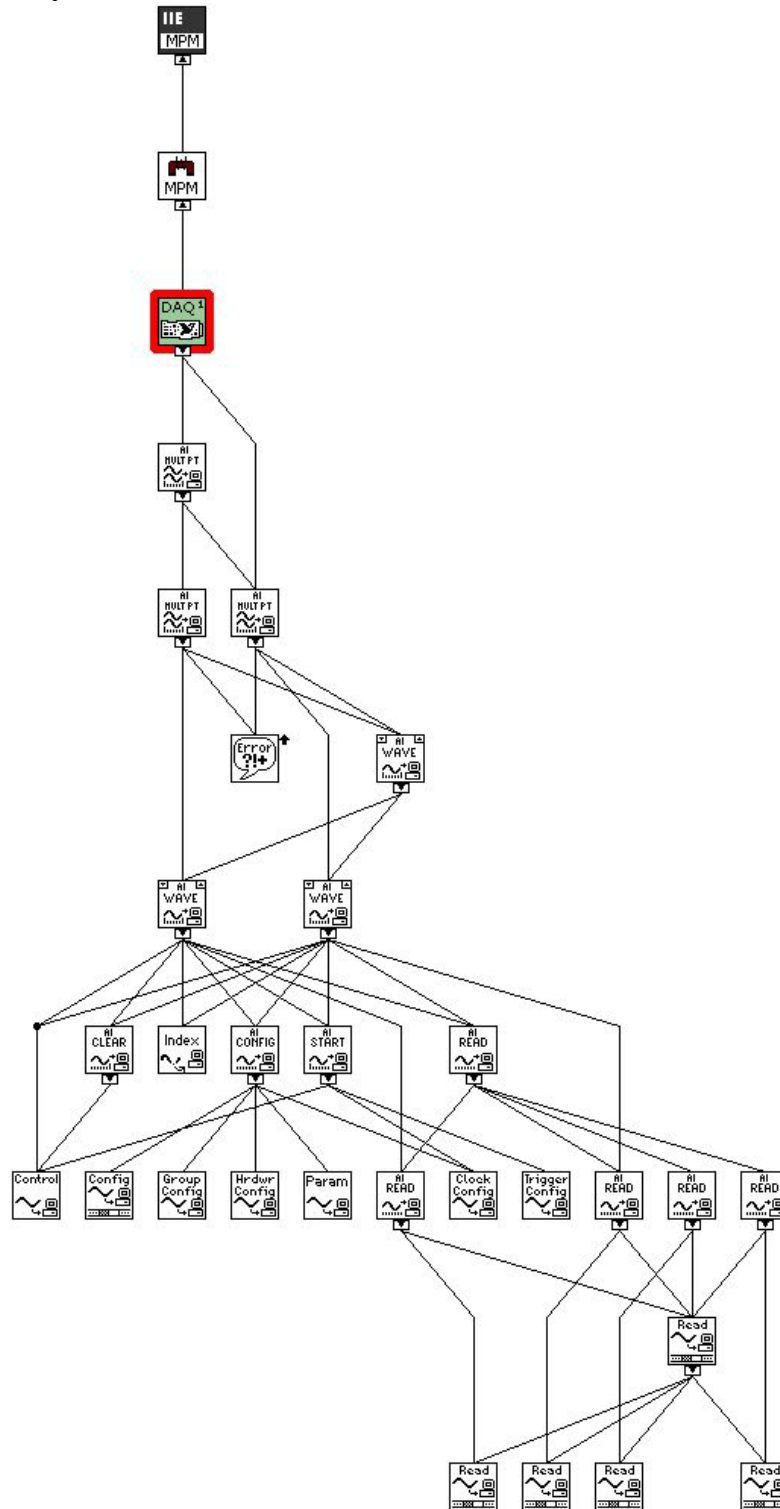 IIE
MPM
MPM
DAQ 1
AI
MULT PT
AI
MULT PT
AI
MULT PT
Error
?!+
AI
WAVE
AI
WAVE
AI
WAVE
AI
CLEAR
Index
AI
CONFIG
AI
START
AI
READ
Control
Config
Group
Config
Hrdwr
Config
Param
AI
READ
Clock
Config
Trigger
Config
AI
READ
AI
READ
AI
READ
Read
Read
Read
Read
Read